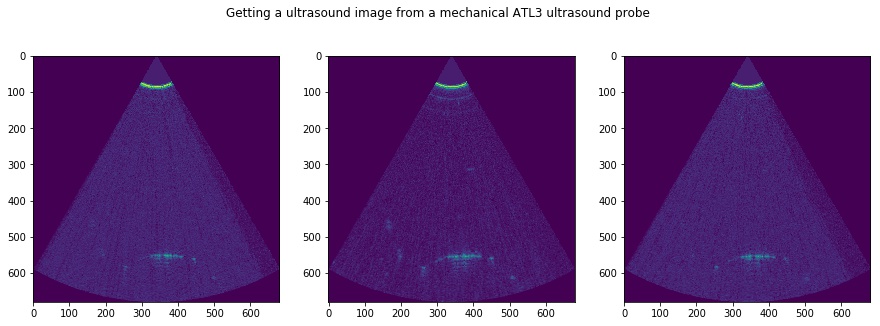 Getting a ultrasound image from a mechanical ATL3 ultrasound probe
0 0 0
100 100 100
200 200 200
300 300 300
400 400 400
500 500 500
600 600 600
0 100 200 300 400 500 600 0 100 200 300 400 500 600 0 100 200 300 400 500 600